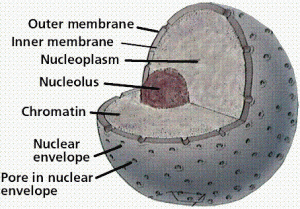 Outer membrane
Inner membrane
Nucleoplasm
Nucleolus
Chromatin
Nuclear
envelope
Pore in nuclear
envelope